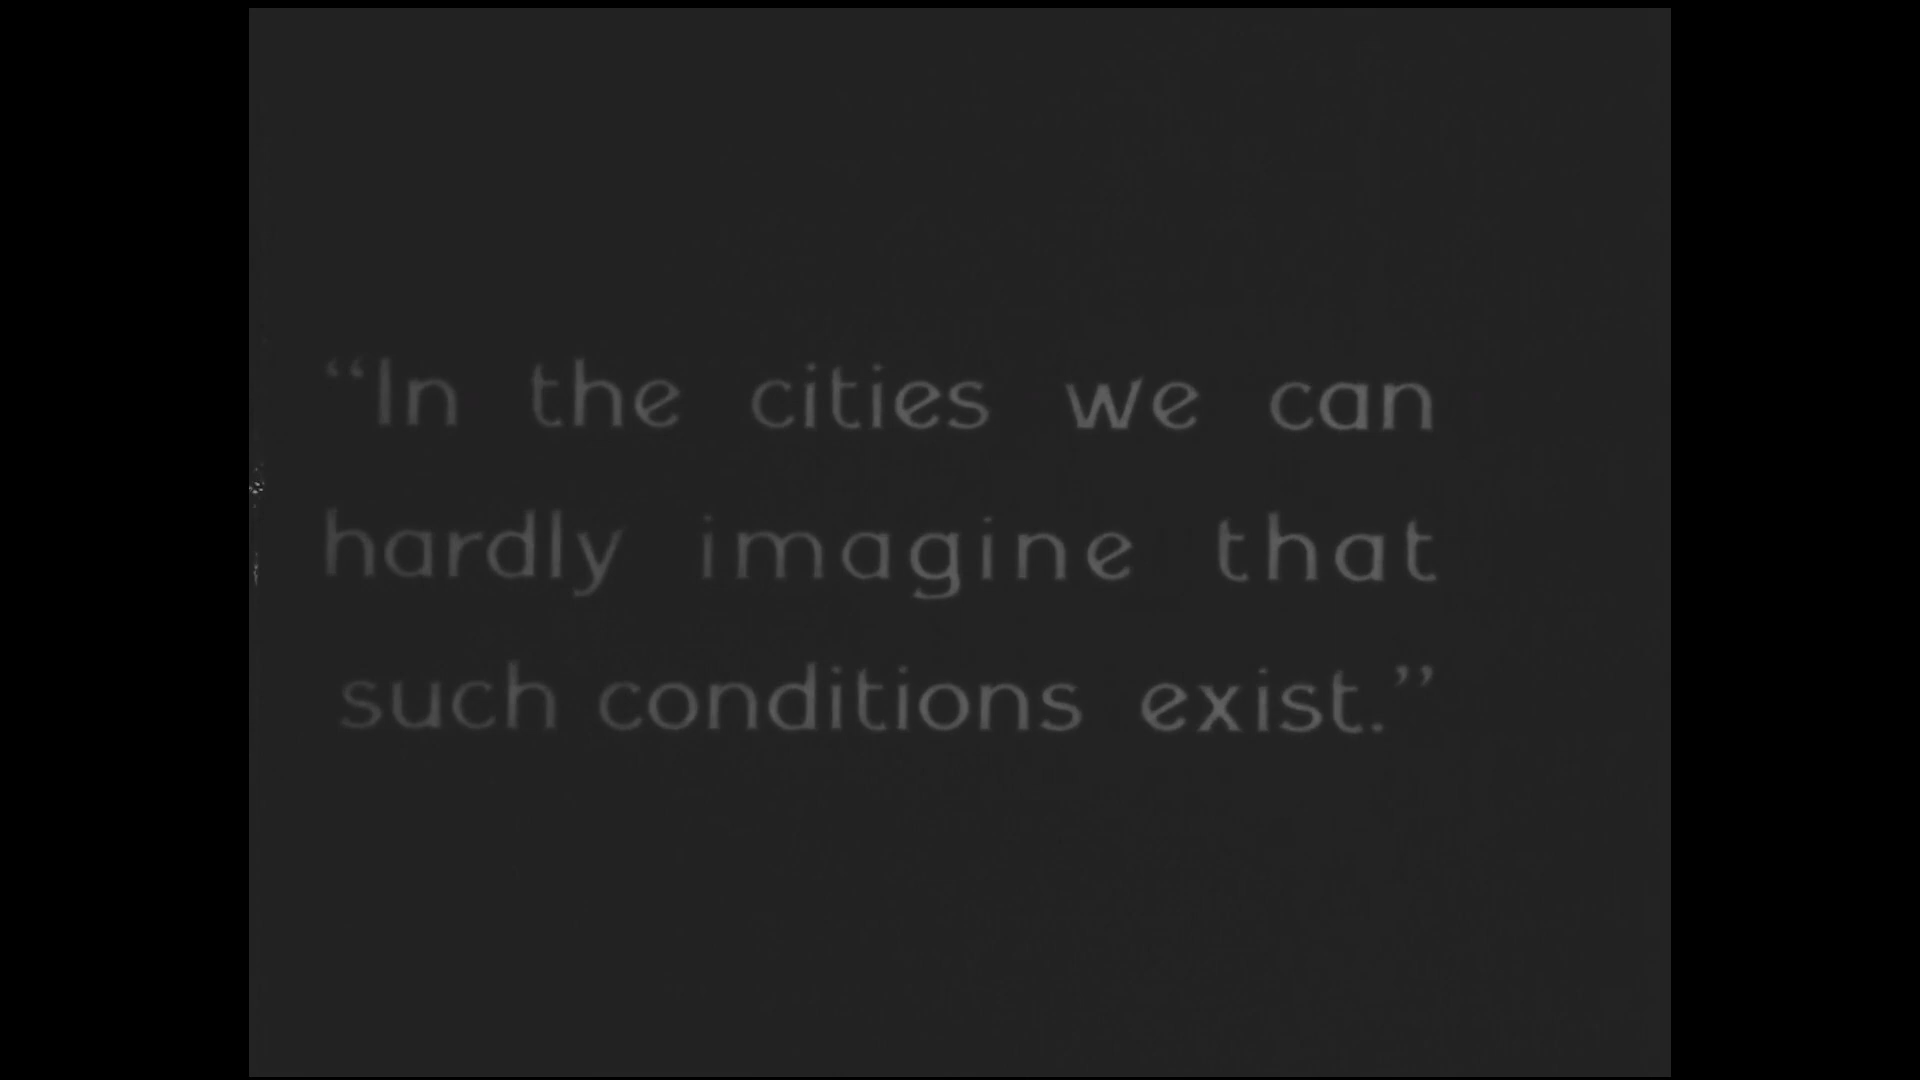 “In the cities we can
hardly imagine that
such conditions exist.”